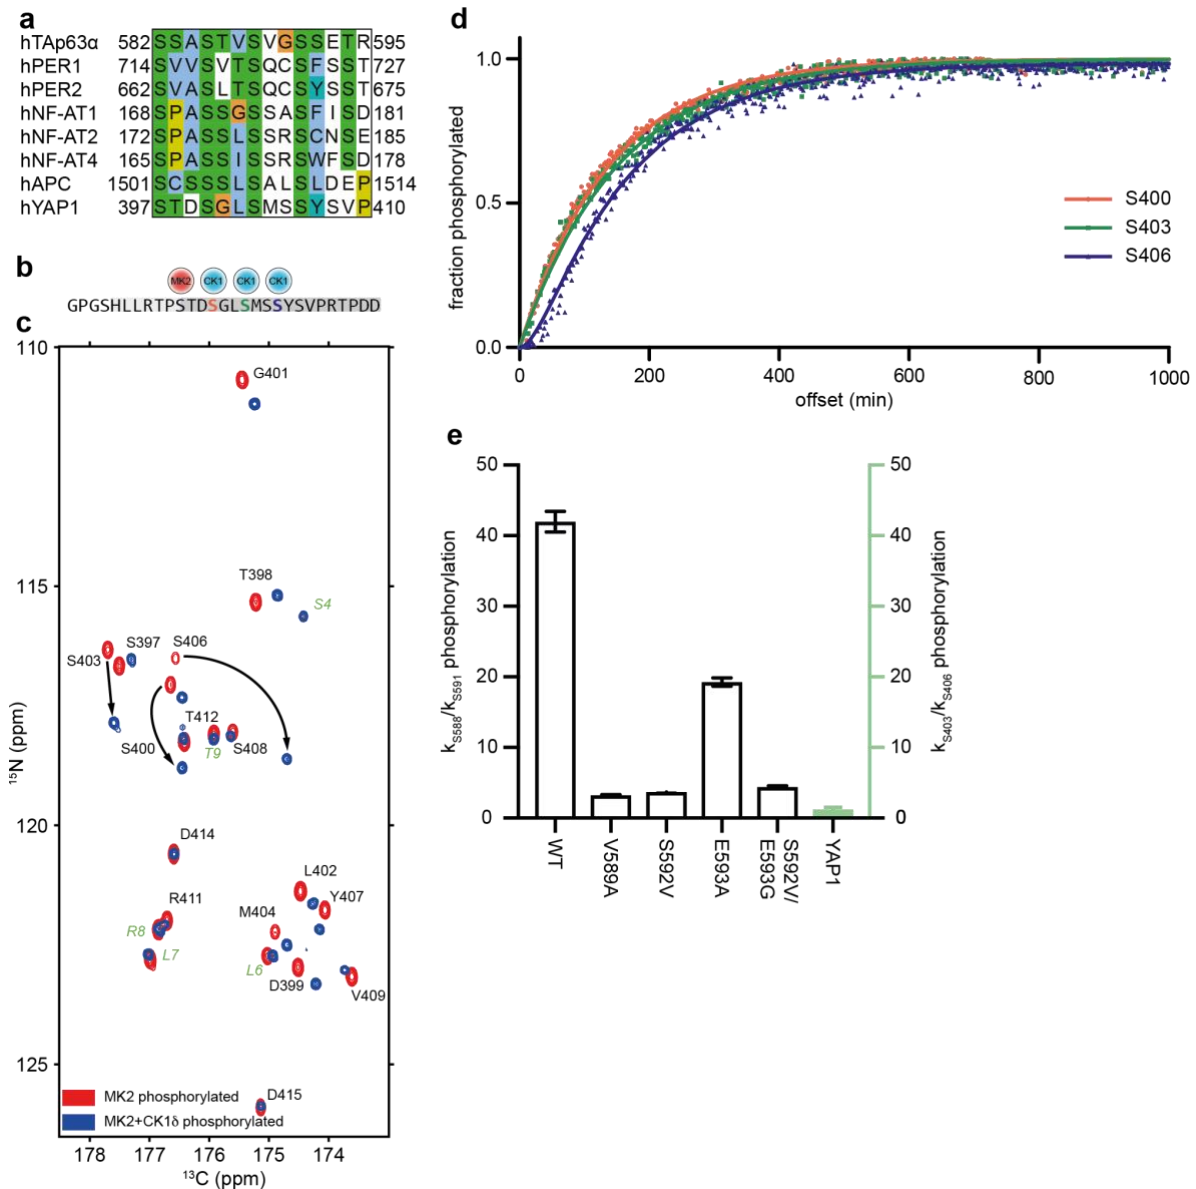 a
hTAp63α 582 SSASTVSVGSSETR 595
hPER1 714 SVVSVTSQCSFSST 727
hPER2 662 SVASLTSQCSYSST 675
hNF-AT1 168 SPASSGSSASFISD 181
hNF-AT2 172 SPASSLSSRSCNSE 185
hNF-AT4 165 SPASSISSRSWFSD 178
hAPC 1501 SCSSSLSALSLDEP 1514
hYAP1 397 STDSGLSMSSYSVP 410
b
MK2 CK1 CK1 CK1
GPGSHLLRTPSTDSGLSMSSYSVPRTPDD
c
110
115
120
125
15N (ppm)
178 177 176 175 174
13C (ppm)
G401
T398
S4
S403
S397
S406
T412
S400
T9
S408
D414
L402
R411
Y407
M404
R8
L7
L6
D399
V409
D415
MK2 phosphorylated
MK2+CK1δ phosphorylated
d
1.0
0.5
0.0
fraction phosphorylated
0 200 400 600 800 1000
offset (min)
S400
S403
S406
e
50
40
30
20
10
0
kS588/kS591 phosphorylation
50
40
30
20
10
0
kS403/kS406 phosphorylation
WT
V589A
S592V
E593A
S592V/
E593G
YAP1